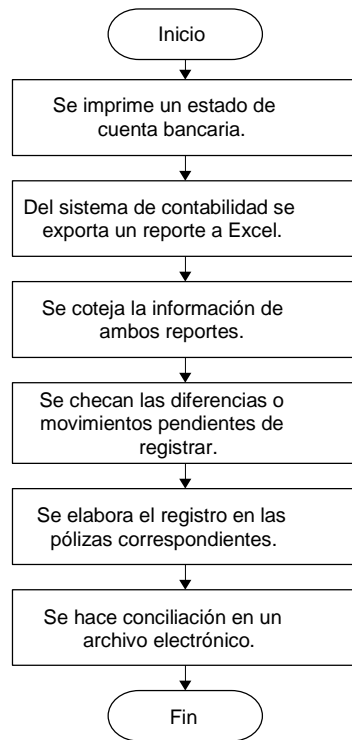 Inicio
Se imprime un estado de
cuenta bancaria.
Del sistema de contabilidad se
exporta un reporte a Excel.
Se coteja la información de
ambos reportes.
Se checan las diferencias o
movimientos pendientes de
registrar.
Se elabora el registro en las
pólizas correspondientes.
Se hace conciliación en un
archivo electrónico.
Fin